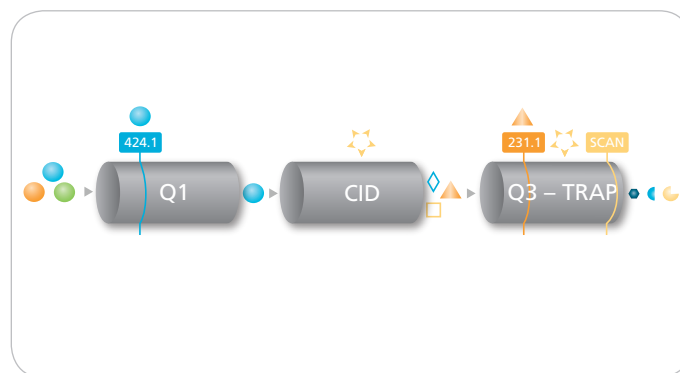 424.1
231.1
SCAN
Q1
CID
Q3 – TRAP